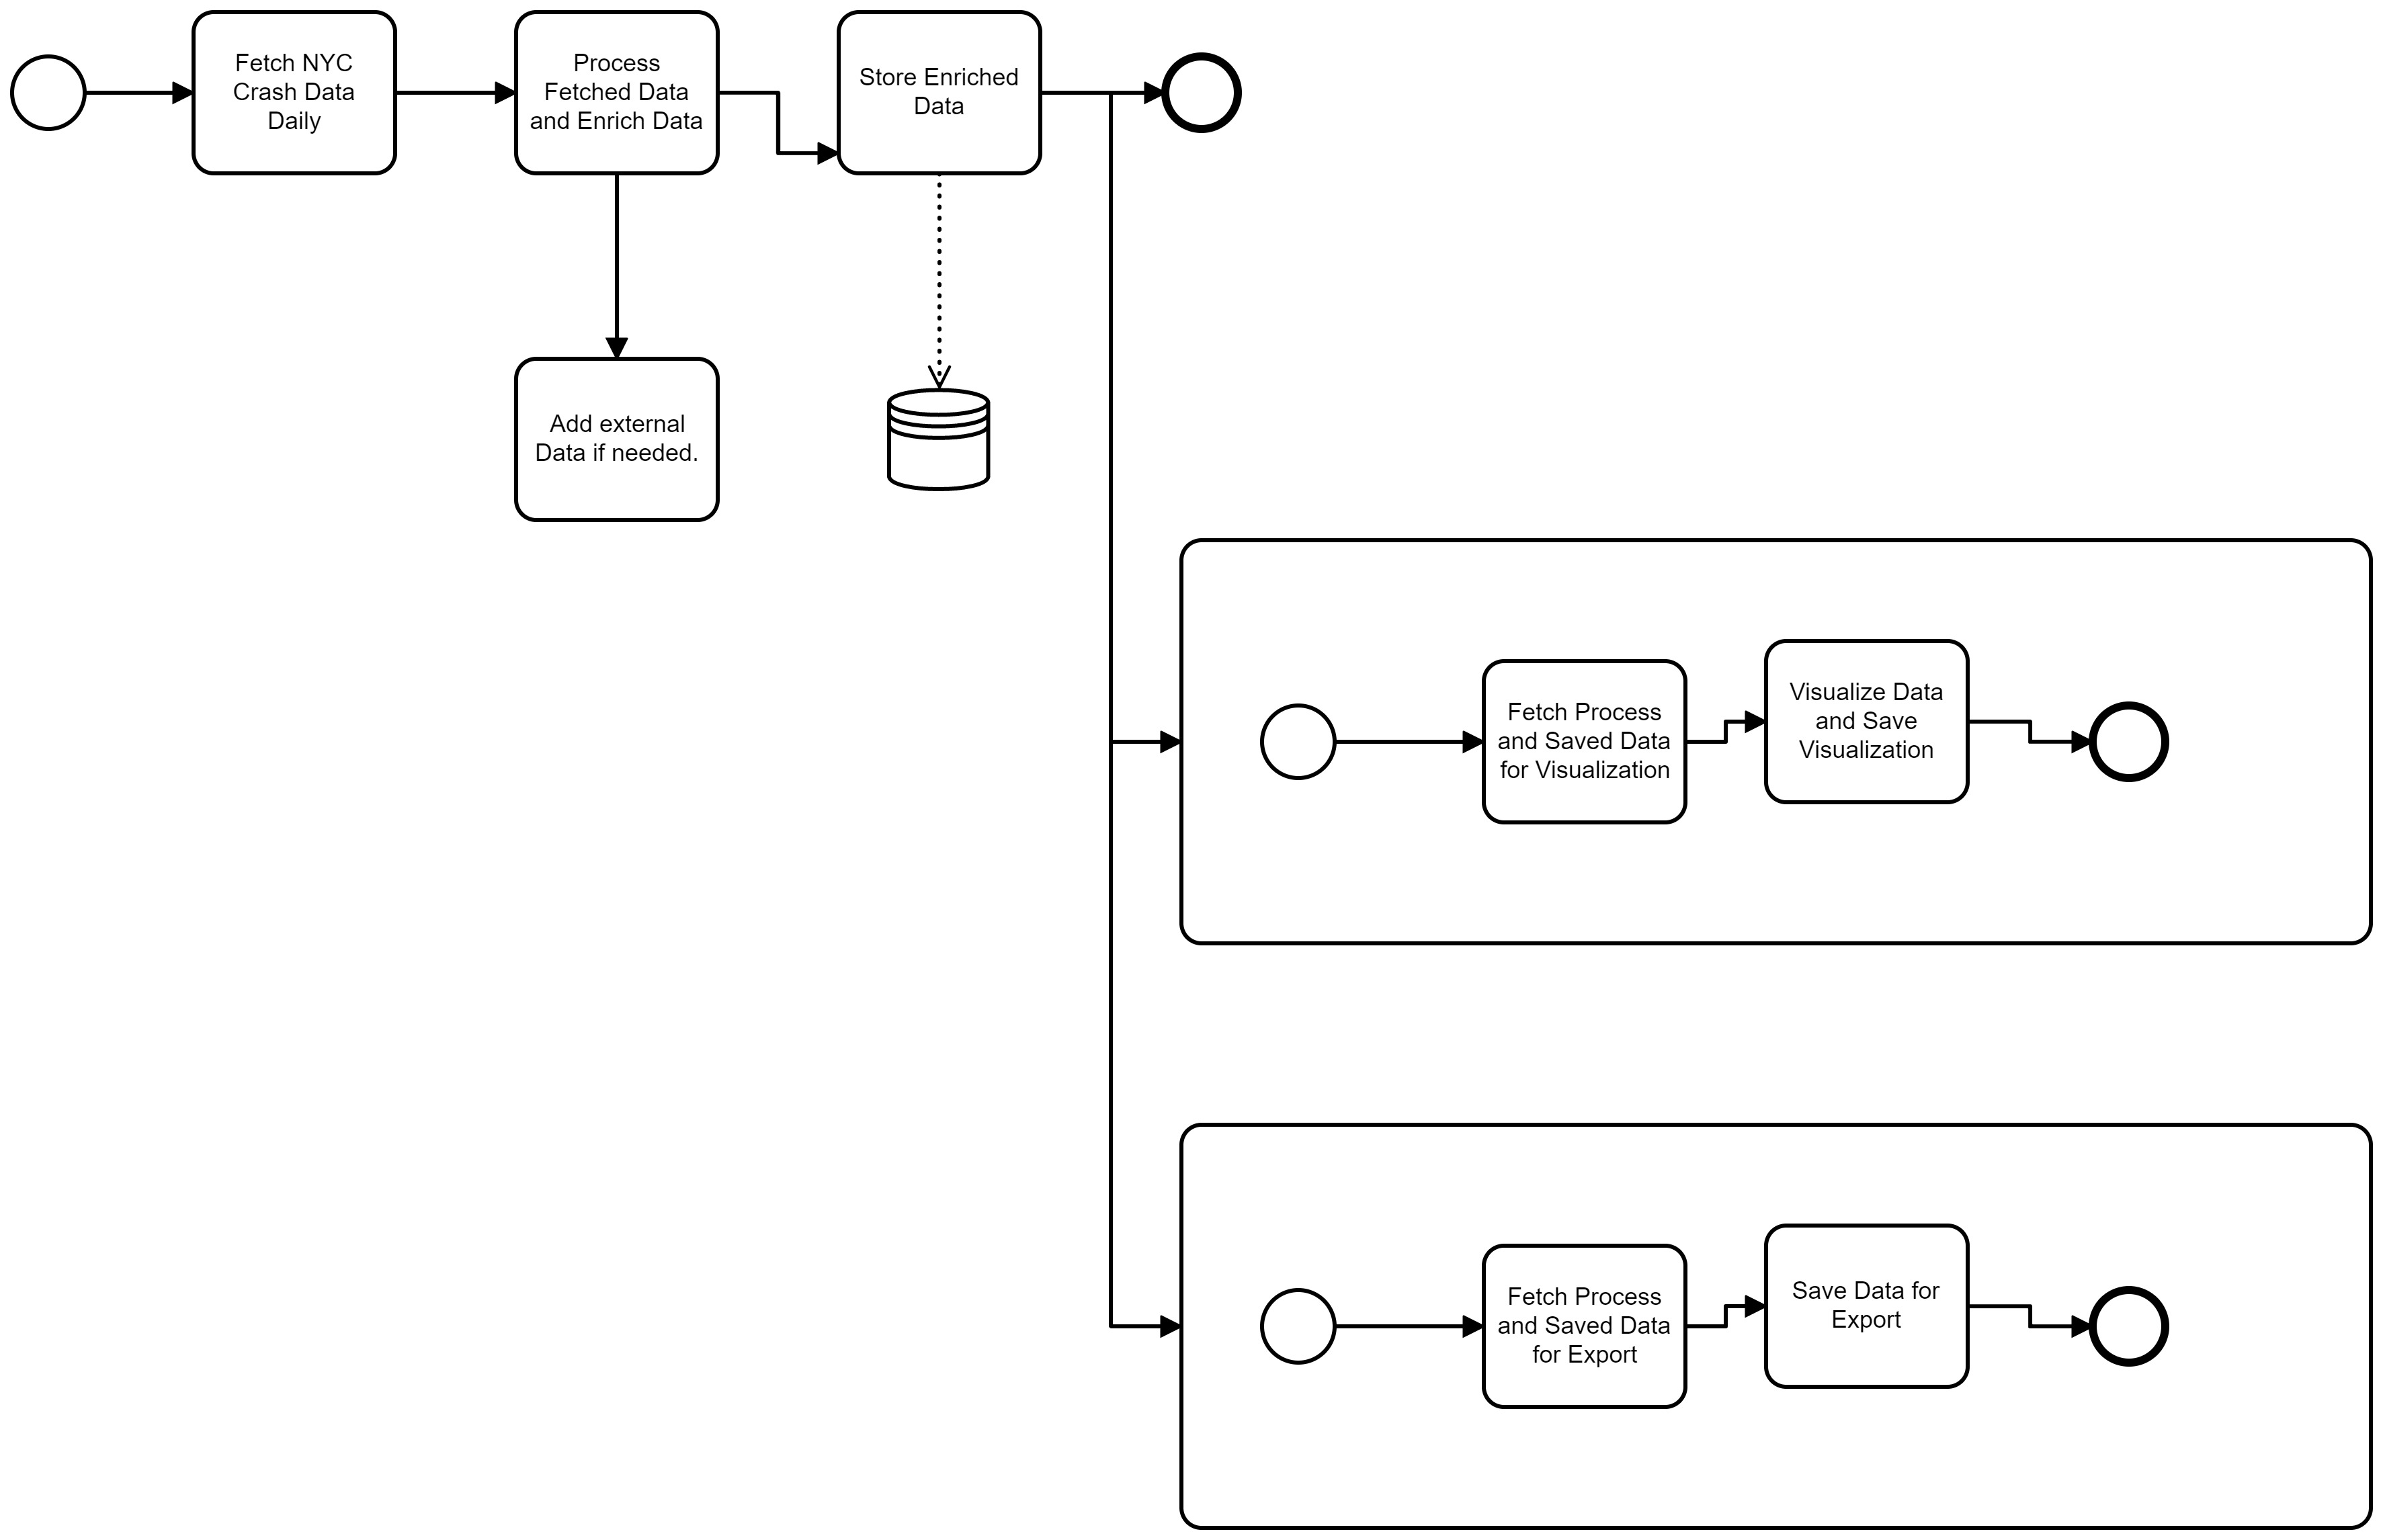 Fetch NYC
Crash Data
Daily
Process
Fetched Data
and Enrich Data
Store Enriched
Data
Add external
Data if needed.
Fetch Process
and Saved Data
for Visualization
Visualize Data
and Save
Visualization
Fetch Process
and Saved Data
for Export
Save Data for
Export